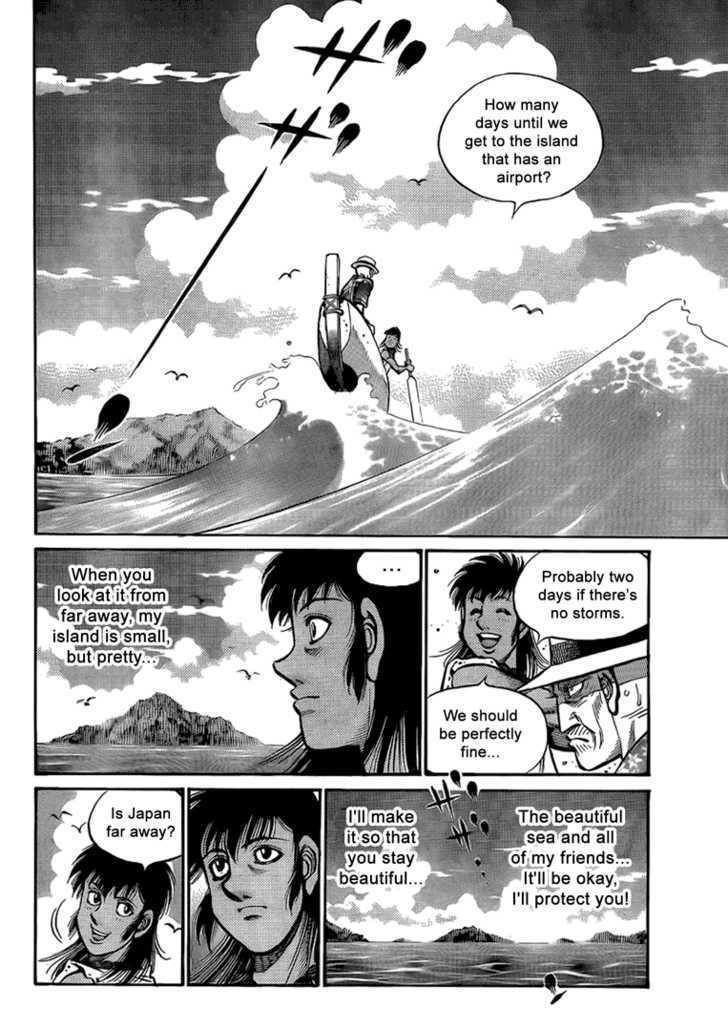 How many
days until we
get to the island
that has an
airport?
When you
look at it from
far away, my
island is small,
but pretty...
...
Probably two
days if there's
no storms.
We should
be perfectly
fine...
Is Japan
far away?
I'll make
it so that
you stay
beautiful...
The beautiful
sea and all
of my friends...
It'll be okay,
I'll protect you!